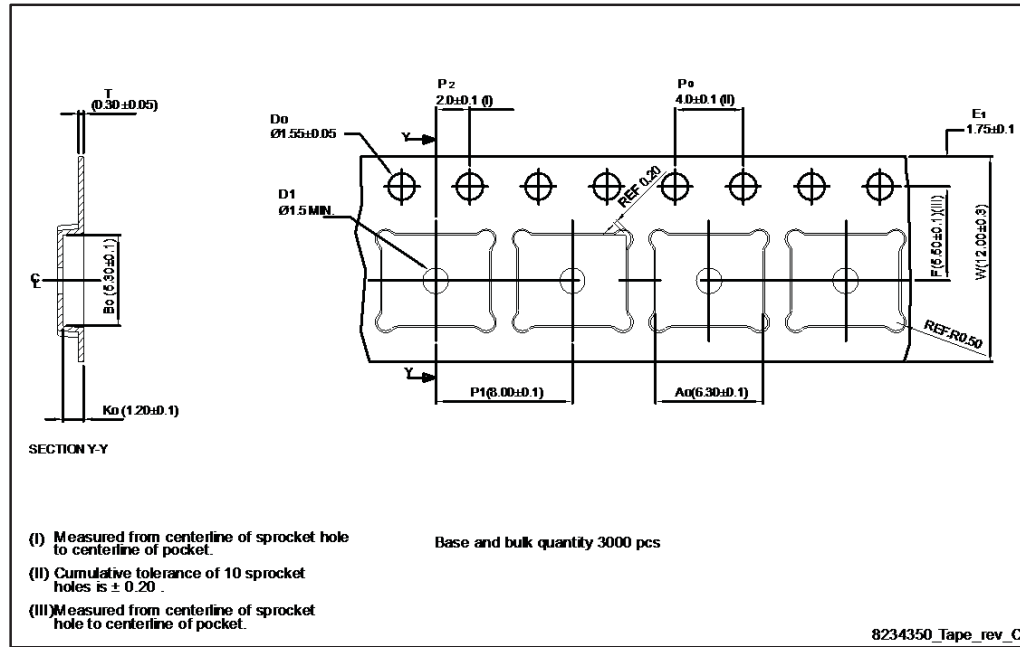 P2
2.0±0.1 (I)
P0
4.0±0.1 (II)
T
(0.30±0.05)
E1
1.75±0.1
D0
Ø1.55±0.05
Y
REF 0.20
D1
Ø1.5 MIN.
F(5.50±0.1)(III)
W(12.00±0.3)
B0 (5.30±0.1)
CL
REF.R0.50
Y
P1(8.00±0.1)
A0(6.30±0.1)
K0 (1.20±0.1)
SECTION Y-Y
(I) Measured from centerline of sprocket hole
to centerline of pocket.
Base and bulk quantity 3000 pcs
(II) Cumulative tolerance of 10 sprocket
holes is ± 0.20 .
(III)Measured from centerline of sprocket
hole to centerline of pocket.
8234350_Tape_rev_C